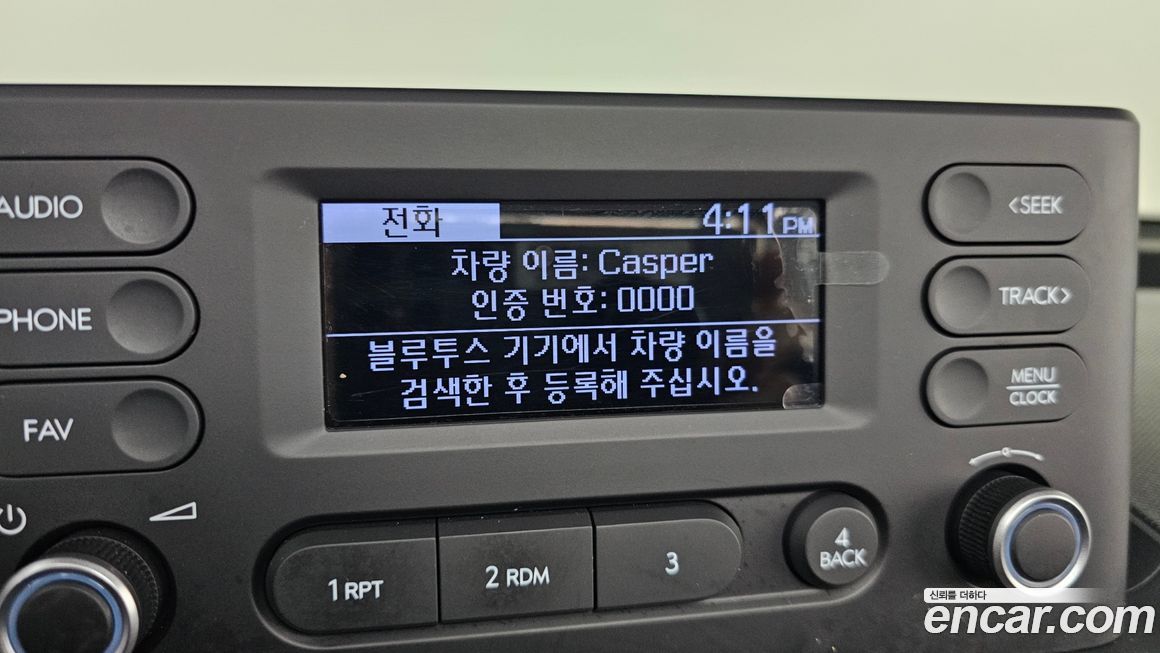 AUDIO
PHONE
FAV
전화 4:11 PM
차량 이름: Casper
인증 번호: 0000
블루투스 기기에서 차량 이름을
검색한 후 등록해 주십시오.
<SEEK
TRACK>
MENU
CLOCK
1 RPT
2 RDM
3
4
BACK
신뢰를 더하다
encar.com